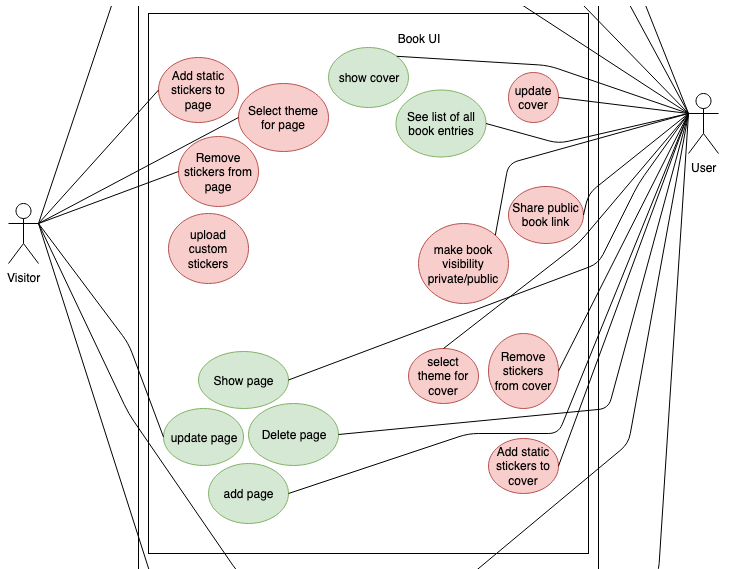 Book UI
Add static
stickers to
page
show cover
update
cover
Select theme
for page
See list of all
book entries
User
Remove
stickers from
page
Share public
book link
upload
custom
stickers
make book
visibility
private/public
Visitor
Show page
select
theme for
cover
Remove
stickers
from cover
update page
Delete page
Add static
stickers to
cover
add page